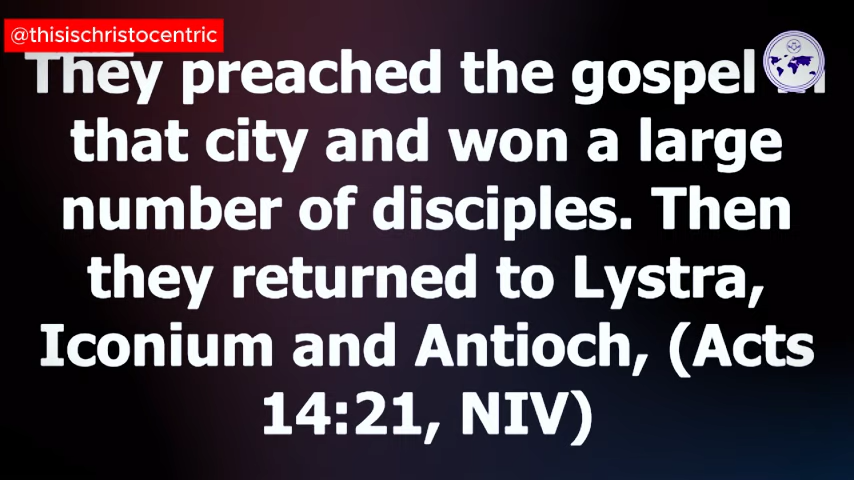 @thisischristocentric
They preached the gospel
that city and won a large
number of disciples. Then
they returned to Lystra,
Iconium and Antioch, (Acts
14:21, NIV)